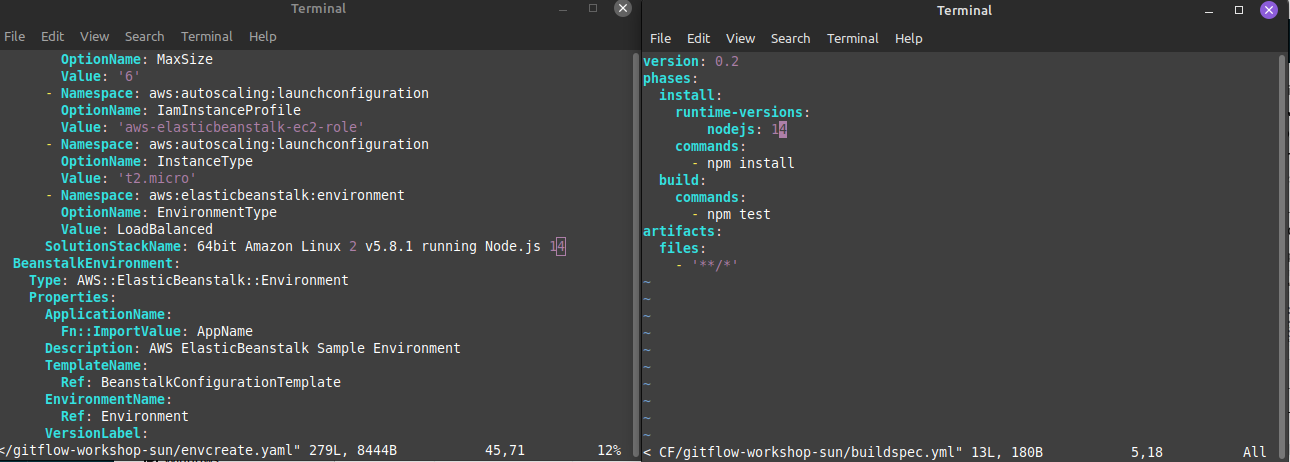 Terminal
File Edit View Search Terminal Help
OptionName: MaxSize
Value: '6'
- Namespace: aws:autoscaling:launchconfiguration
OptionName: IamInstanceProfile
Value: 'aws-elasticbeanstalk-ec2-role'
- Namespace: aws:autoscaling:launchconfiguration
OptionName: InstanceType
Value: 't2.micro'
- Namespace: aws:elasticbeanstalk:environment
OptionName: EnvironmentType
Value: LoadBalanced
SolutionStackName: 64bit Amazon Linux 2 v5.8.1 running Node.js 14
BeanstalkEnvironment:
Type: AWS::ElasticBeanstalk::Environment
Properties:
ApplicationName:
Fn::ImportValue: AppName
Description: AWS ElasticBeanstalk Sample Environment
TemplateName:
Ref: BeanstalkConfigurationTemplate
EnvironmentName:
Ref: Environment
VersionLabel:
</gitflow-workshop-sun/envcreate.yaml" 279L, 8444B 45,71 12%
Terminal
File Edit View Search Terminal Help
version: 0.2
phases:
install:
runtime-versions:
nodejs: 14
commands:
- npm install
build:
commands:
- npm test
artifacts:
files:
- '**/*'
~
~
~
~
~
~
~
~
~
~
< CF/gitflow-workshop-sun/buildspec.yml" 13L, 180B 5,18 All